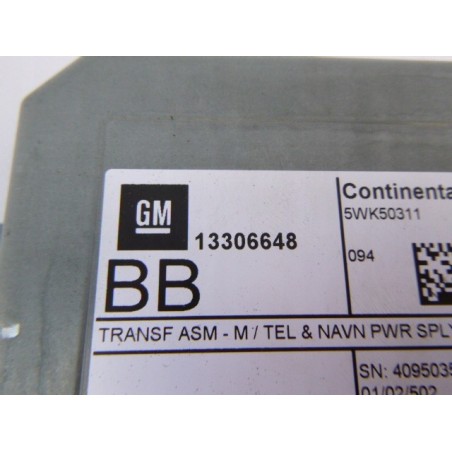 GM
13306648
BB
Continenta
5WK50311
094
TRANSF ASM - M / TEL & NAVN PWR SPLY
SN: 4095035
01/02/502